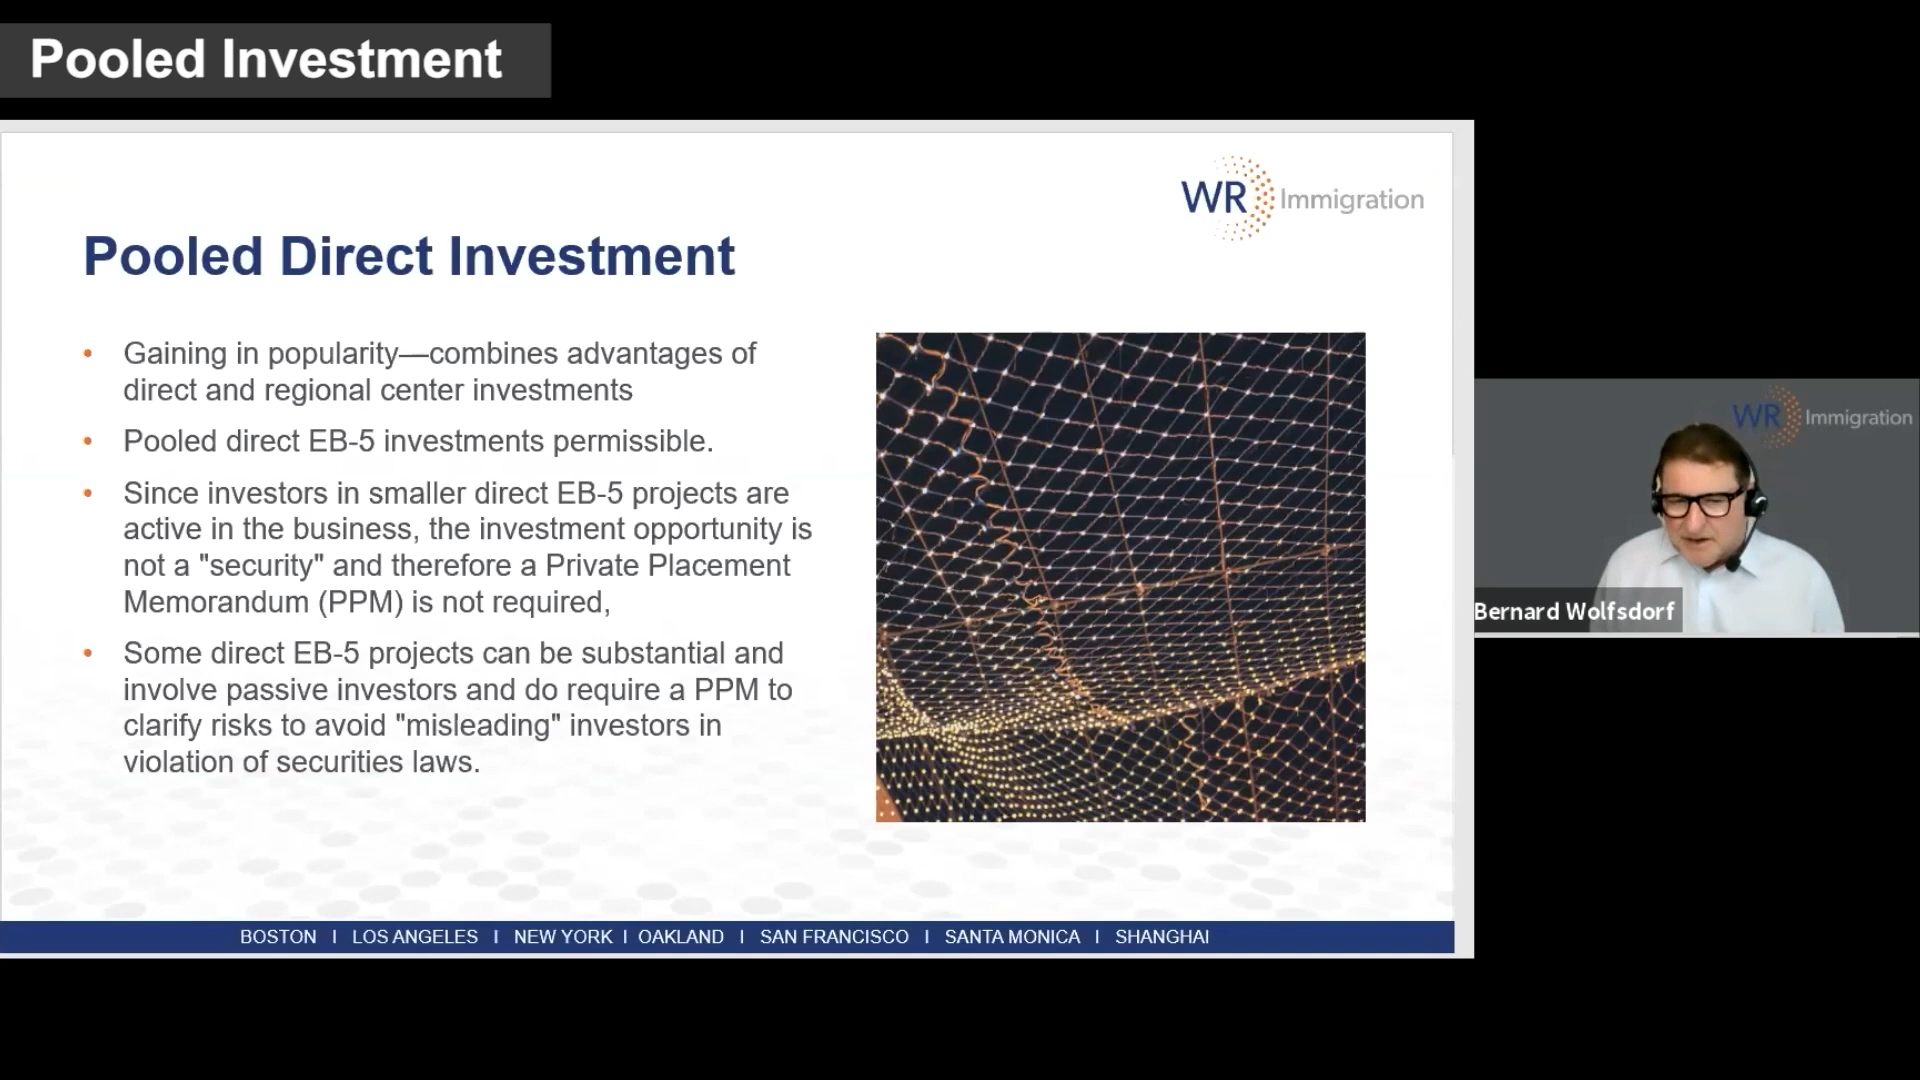 Pooled Investment
WR Immigration
Pooled Direct Investment
• Gaining in popularity—combines advantages of
direct and regional center investments
• Pooled direct EB-5 investments permissible.
• Since investors in smaller direct EB-5 projects are
active in the business, the investment opportunity is
not a "security" and therefore a Private Placement
Memorandum (PPM) is not required,
• Some direct EB-5 projects can be substantial and
involve passive investors and do require a PPM to
clarify risks to avoid "misleading" investors in
violation of securities laws.
WR Immigration
Bernard Wolfsdorf
BOSTON I LOS ANGELES I NEW YORK I OAKLAND I SAN FRANCISCO I SANTA MONICA I SHANGHAI